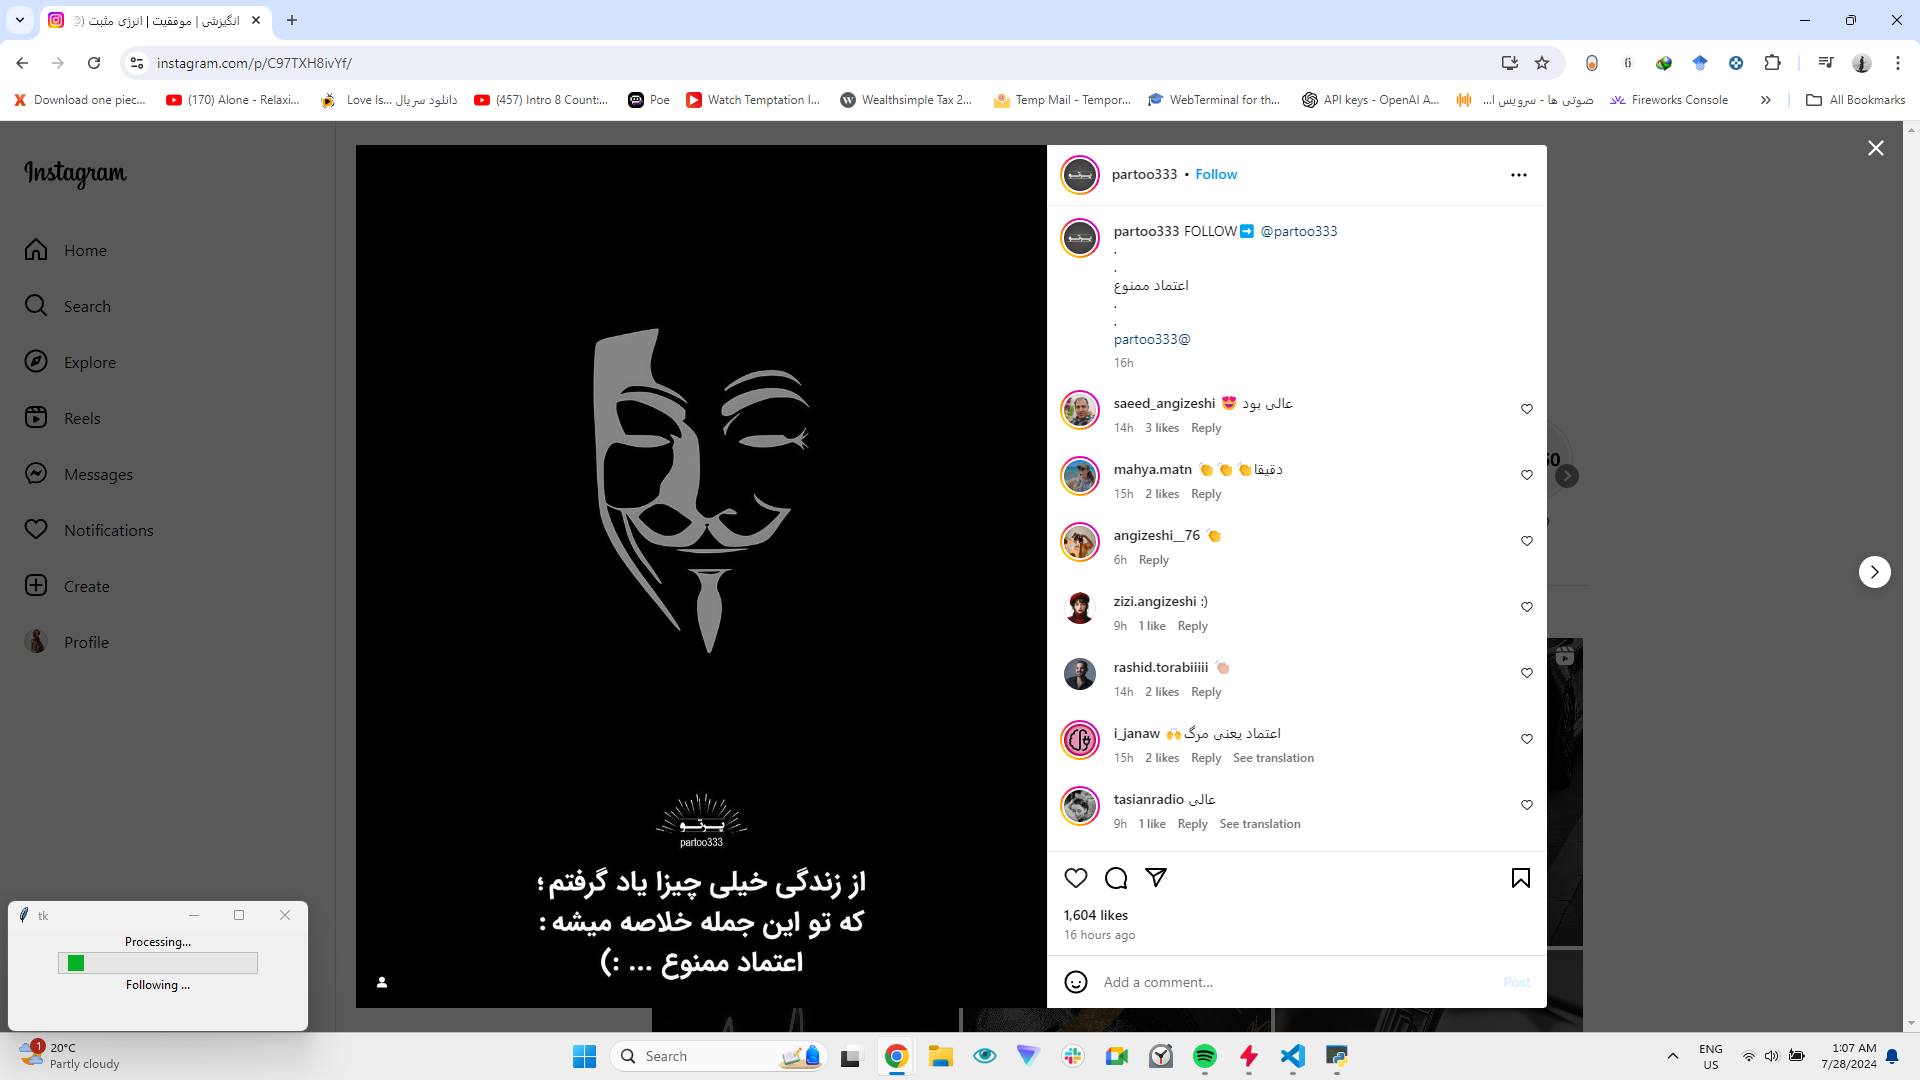 انگیزشی | موفقیت | انرژی مثبت
instagram.com/p/C97TXH8ivYf/
Download one piec...
(170) Alone - Relaxi...
Love Is... دانلود سریال
(457) Intro 8 Count:...
Poe
Watch Temptation I...
Wealthsimple Tax 2...
Temp Mail - Tempor...
WebTerminal for th...
API keys - OpenAI A...
صوتی ها - سرویس ا...
Fireworks Console
All Bookmarks
Instagram
Home
Search
Explore
Reels
Messages
Notifications
Create
Profile
پرتو
partoo333
از زندگی خیلی چیزا یاد گرفتم؛
که تو این جمله خلاصه میشه :
اعتماد ممنوع ... :)
partoo333 • Follow
partoo333 FOLLOW➡️ @partoo333
.
.
اعتماد ممنوع
.
.
partoo333@
16h
saeed_angizeshi 😍 عالی بود
14h 3 likes Reply
mahya.matn 👏👏👏دقیقا
15h 2 likes Reply
angizeshi__76 👏
6h Reply
zizi.angizeshi :)
9h 1 like Reply
rashid.torabiiiii 👏🏻
14h 2 likes Reply
i_janaw 🙌اعتماد یعنی مرگ
15h 2 likes Reply See translation
tasianradio عالی
9h 1 like Reply See translation
1,604 likes
16 hours ago
Add a comment...
Post
tk
Processing...
Following ...
1
20°C
Partly cloudy
Search
ENG
US
1:07 AM
7/28/2024